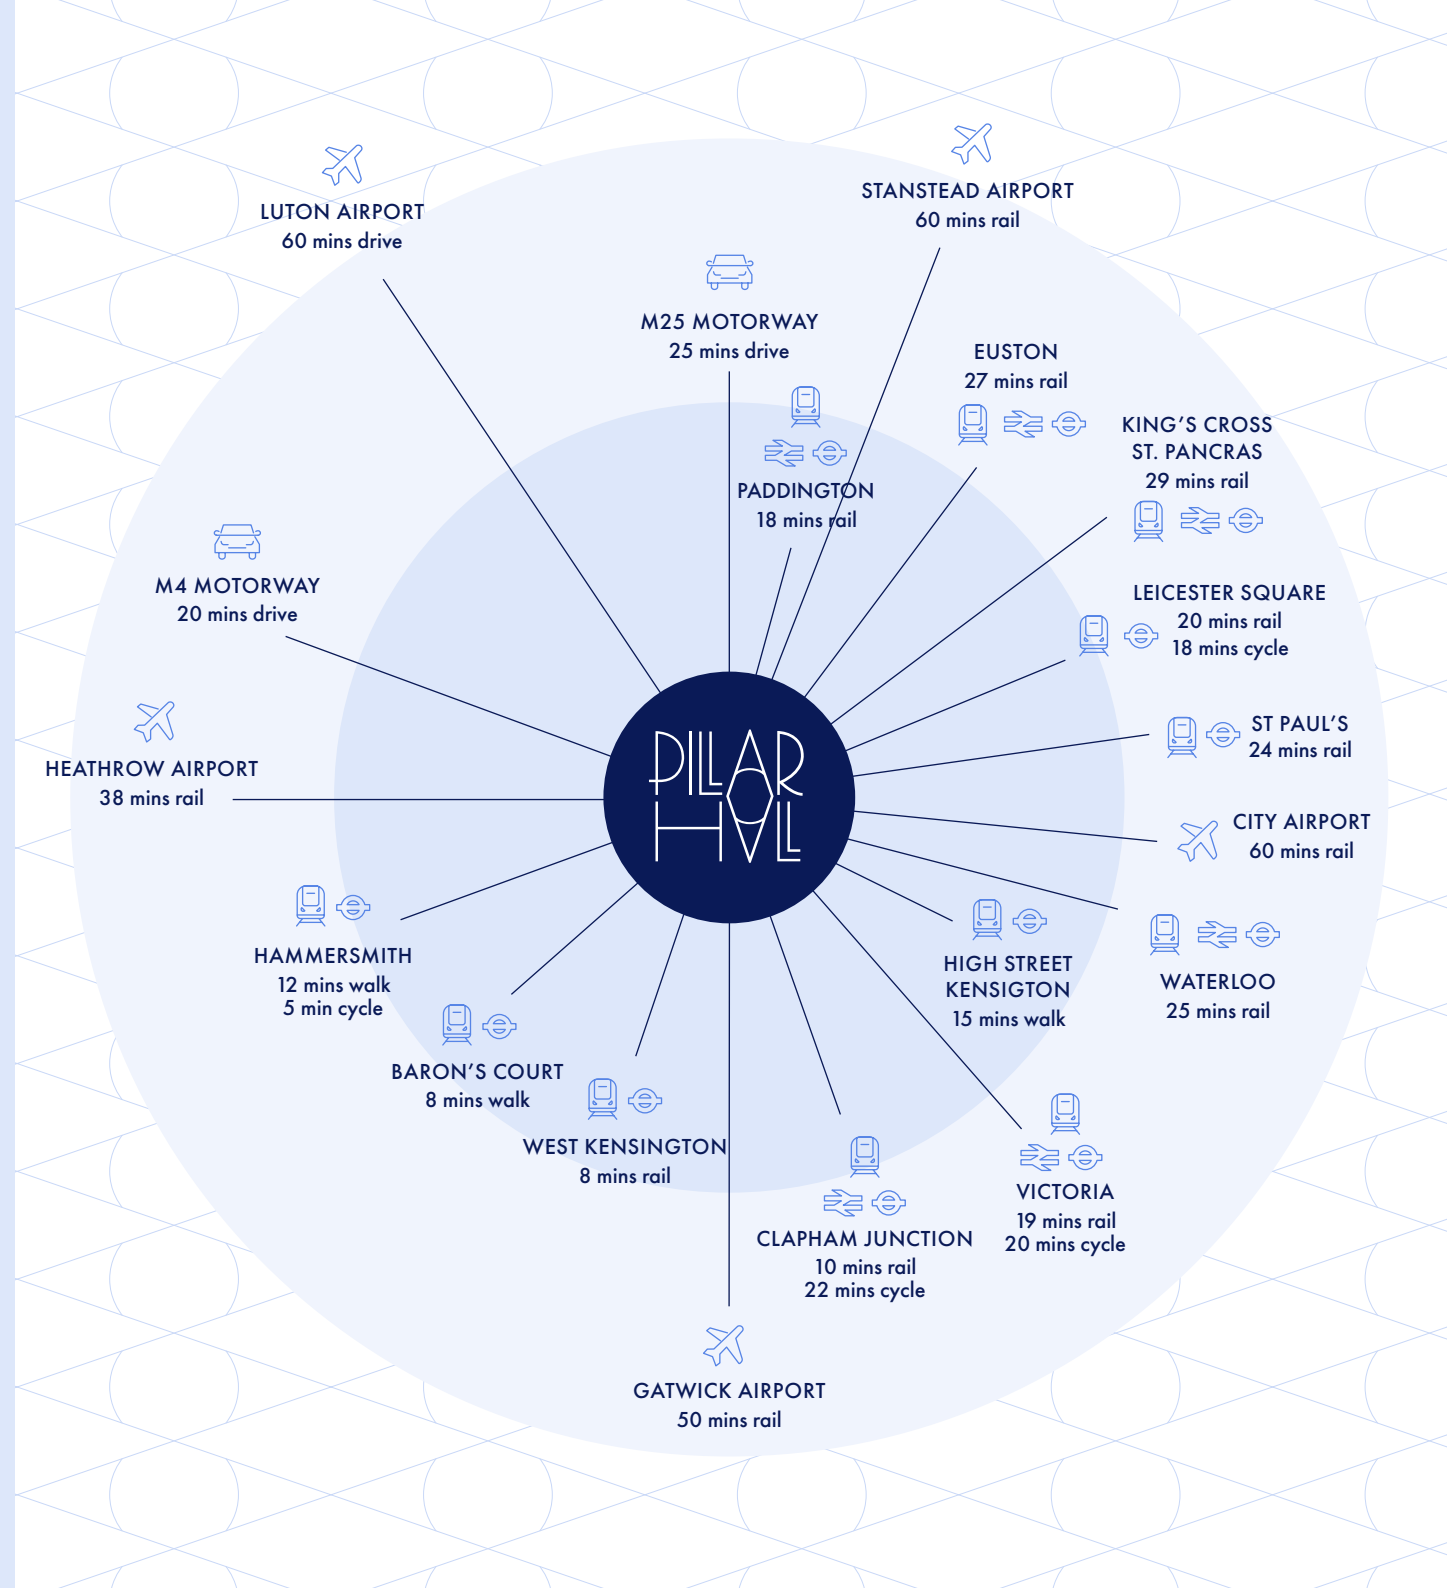 LUTON AIRPORT
60 mins drive
STANSTEAD AIRPORT
60 mins rail
M25 MOTORWAY
25 mins drive
EUSTON
27 mins rail
PADDINGTON
18 mins rail
KING’S CROSS
ST. PANCRAS
29 mins rail
M4 MOTORWAY
20 mins drive
LEICESTER SQUARE
20 mins rail
18 mins cycle
HEATHROW AIRPORT
38 mins rail
PILLAR
HALL
ST PAUL’S
24 mins rail
CITY AIRPORT
60 mins rail
HAMMERSMITH
12 mins walk
5 min cycle
HIGH STREET
KENSIGTON
15 mins walk
WATERLOO
25 mins rail
BARON’S COURT
8 mins walk
WEST KENSINGTON
8 mins rail
VICTORIA
19 mins rail
20 mins cycle
CLAPHAM JUNCTION
10 mins rail
22 mins cycle
GATWICK AIRPORT
50 mins rail